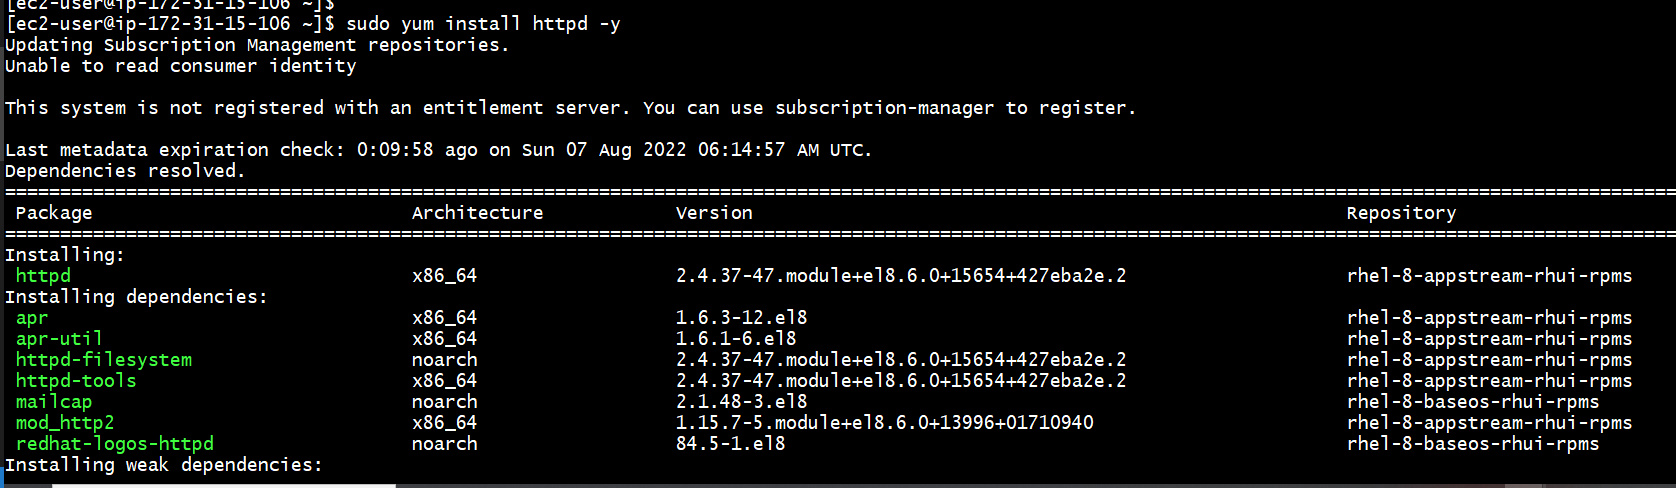 [ec2-user@ip-172-31-15-106 ~]$
[ec2-user@ip-172-31-15-106 ~]$ sudo yum install httpd -y
Updating Subscription Management repositories.
Unable to read consumer identity
This system is not registered with an entitlement server. You can use subscription-manager to register.
Last metadata expiration check: 0:09:58 ago on Sun 07 Aug 2022 06:14:57 AM UTC.
Dependencies resolved.
Package Architecture Version Repository
Installing:
httpd x86_64 2.4.37-47.module+el8.6.0+15654+427eba2e.2 rhel-8-appstream-rhui-rpms
Installing dependencies:
apr x86_64 1.6.3-12.el8 rhel-8-appstream-rhui-rpms
apr-util x86_64 1.6.1-6.el8 rhel-8-appstream-rhui-rpms
httpd-filesystem noarch 2.4.37-47.module+el8.6.0+15654+427eba2e.2 rhel-8-appstream-rhui-rpms
httpd-tools x86_64 2.4.37-47.module+el8.6.0+15654+427eba2e.2 rhel-8-appstream-rhui-rpms
mailcap noarch 2.1.48-3.el8 rhel-8-baseos-rhui-rpms
mod_http2 x86_64 1.15.7-5.module+el8.6.0+13996+01710940 rhel-8-appstream-rhui-rpms
redhat-logos-httpd noarch 84.5-1.el8 rhel-8-baseos-rhui-rpms
Installing weak dependencies: